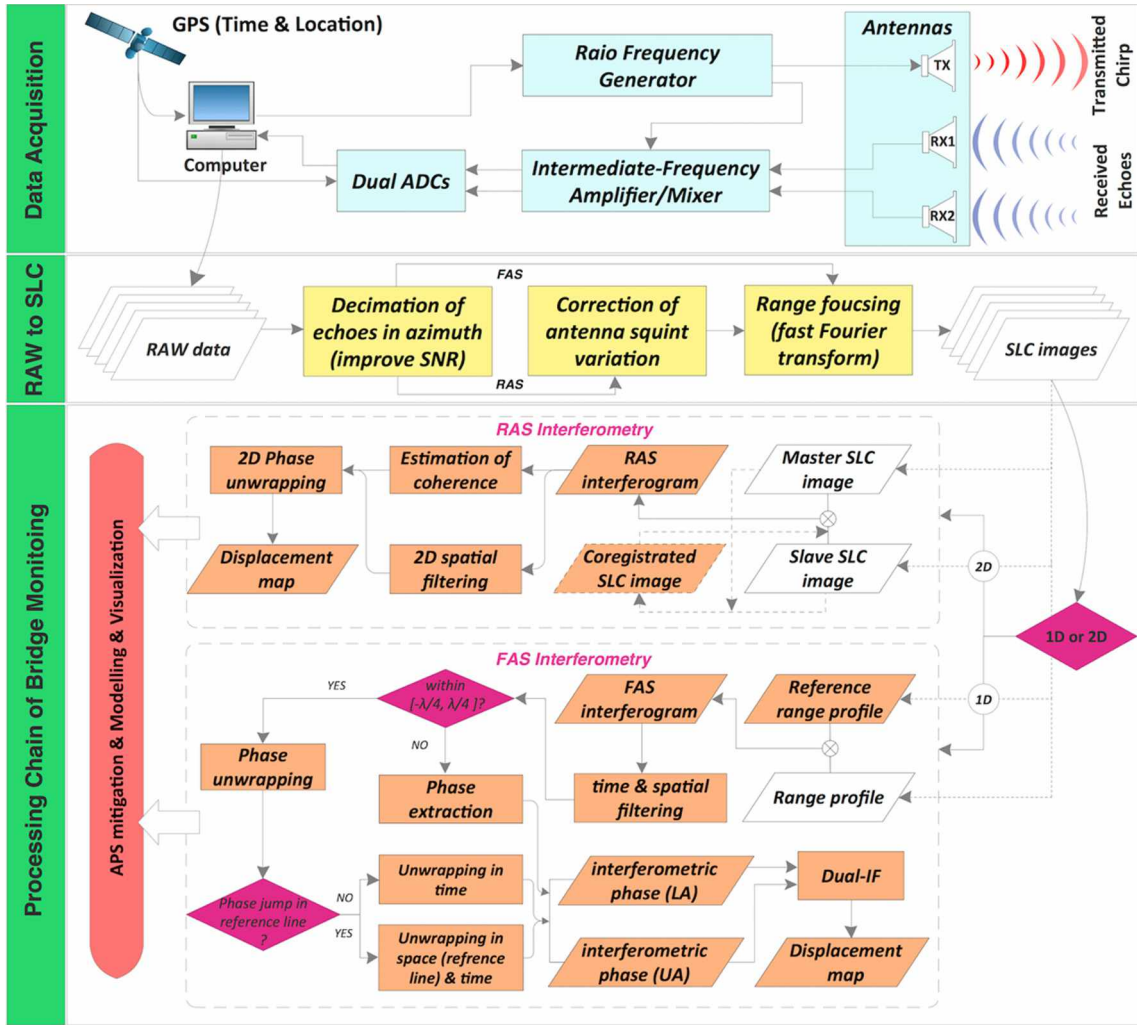 Data Acquisition
GPS (Time & Location)
Computer
Raio Frequency
Generator
Dual ADCs
Intermediate-Frequency
Amplifier/Mixer
Antennas
TX
RX1
RX2
Transmitted
Chirp
Received
Echoes
RAW to SLC
RAW data
Decimation of
echoes in azimuth
(improve SNR)
FAS
RAS
Correction of
antenna squint
variation
Range foucsing
(fast Fourier
transform)
SLC images
Processing Chain of Bridge Monitoing
APS mitigation & Modelling & Visualization
RAS Interferometry
2D Phase
unwrapping
Estimation of
coherence
RAS
interferogram
Master SLC
image
Displacement
map
2D spatial
filtering
Coregistrated
SLC image
Slave SLC
image
2D
1D or 2D
1D
FAS Interferometry
YES
within
[-λ/4, λ/4 ]?
NO
FAS
interferogram
Reference
range profile
Phase
unwrapping
Phase
extraction
time & spatial
filtering
Range profile
Phase jump in
reference line
?
NO
YES
Unwrapping in
time
Unwrapping in
space (refrence
line) & time
interferometric
phase (LA)
interferometric
phase (UA)
Dual-IF
Displacement
map